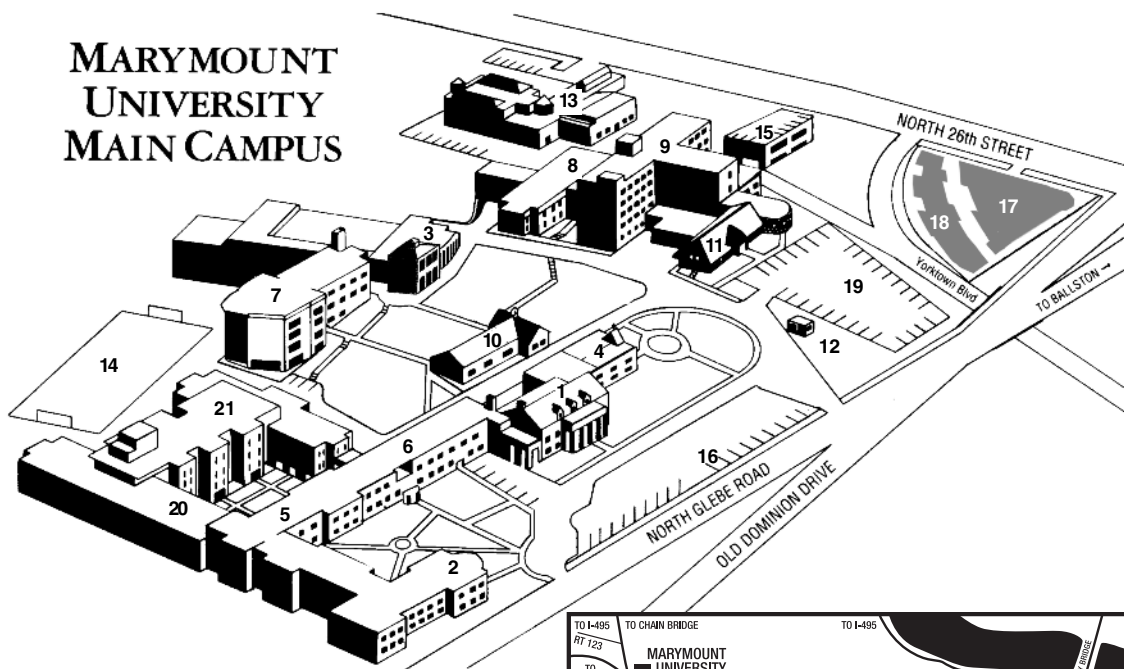 MARYMOUNT
UNIVERSITY
MAIN CAMPUS
13
15
NORTH 26th STREET
9
8
17
18
3
11
Yorktown Blvd
TO BALLSTON →
7
19
10
12
14
4
1
21
6
16
NORTH GLEBE ROAD
OLD DOMINION DRIVE
20
5
2
TO I-495
TO CHAIN BRIDGE
TO I-495
RT 123
MARYMOUNT
UNIVERSITY
TO
BRIDGE